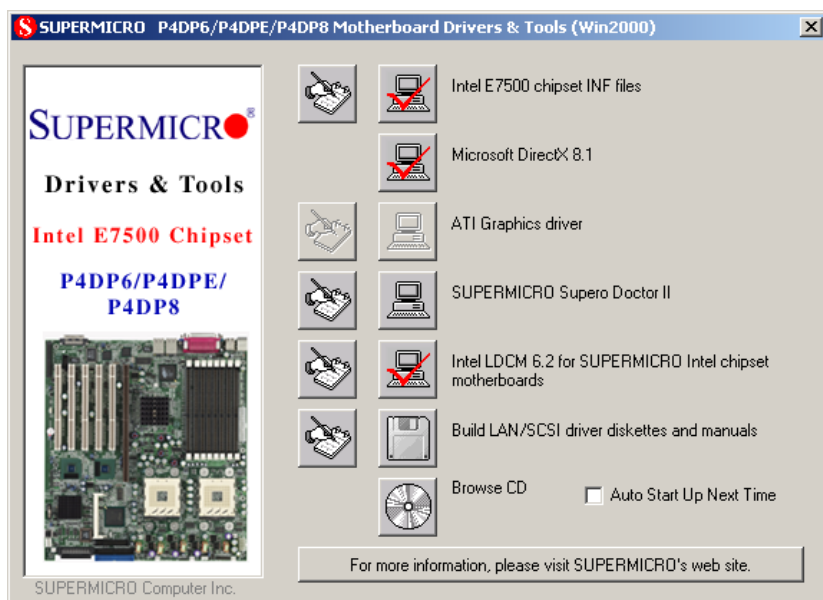 SUPERMICRO P4DP6/P4DPE/P4DP8 Motherboard Drivers & Tools (Win2000)
SUPERMICRO®
Drivers & Tools
Intel E7500 Chipset
P4DP6/P4DPE/
P4DP8
SUPERMICRO Computer Inc.
Intel E7500 chipset INF files
Microsoft DirectX 8.1
ATI Graphics driver
SUPERMICRO Supero Doctor II
Intel LDCM 6.2 for SUPERMICRO Intel chipset
motherboards
Build LAN/SCSI driver diskettes and manuals
Browse CD
Auto Start Up Next Time
For more information, please visit SUPERMICRO's web site.